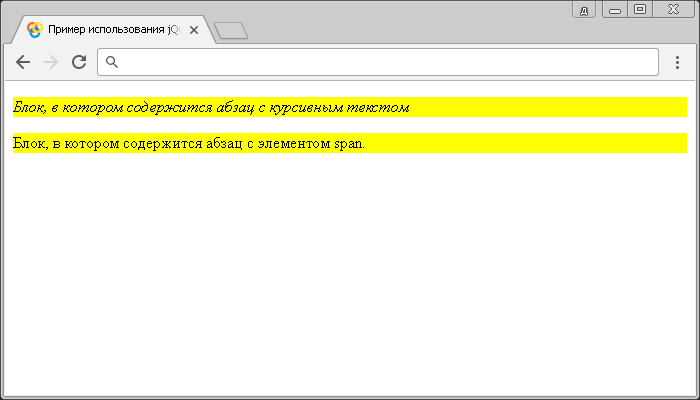 д
Пример использования jQ
Блок, в котором содержится абзац с курсивным текстом
Блок, в котором содержится абзац с элементом span.